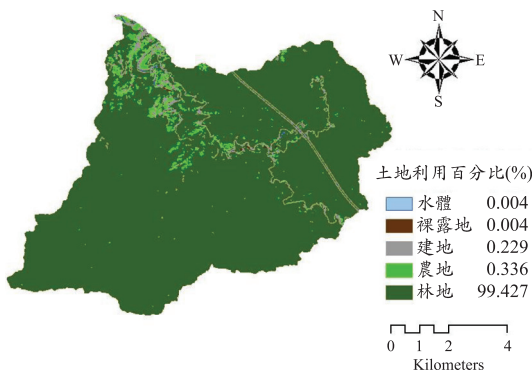 N
W E
S
土地利用百分比(%)
水體 0.004
裸露地 0.004
建地 0.229
農地 0.336
林地 99.427
0 1 2 4
Kilometers